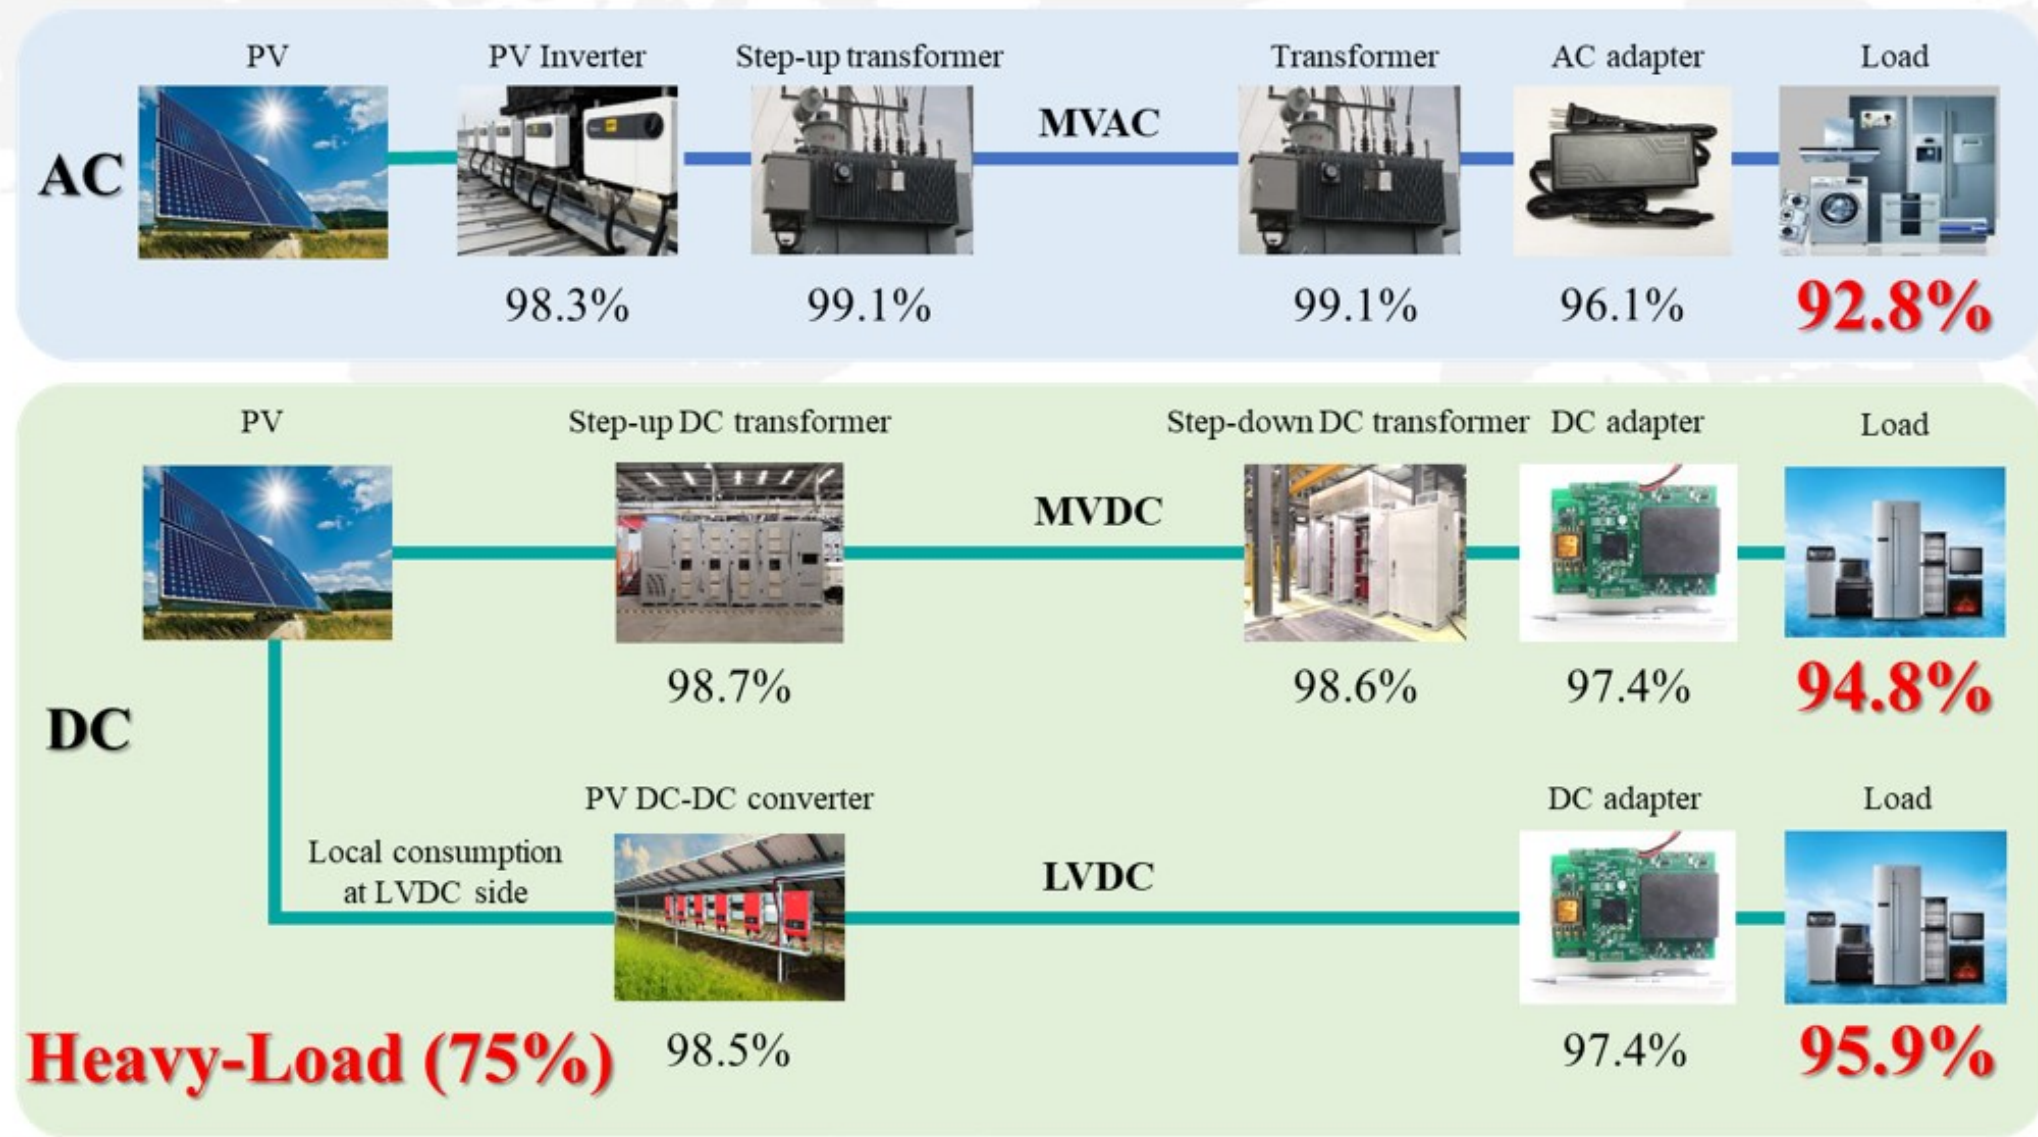 PV
PV Inverter
Step-up transformer
Transformer
AC adapter
Load
MVAC
AC
98.3%
99.1%
99.1%
96.1%
92.8%
PV
Step-up DC transformer
Step-down DC transformer
DC adapter
Load
MVDC
98.7%
98.6%
97.4%
94.8%
DC
PV DC-DC converter
DC adapter
Load
Local consumption
at LVDC side
LVDC
Heavy-Load (75%)
98.5%
97.4%
95.9%